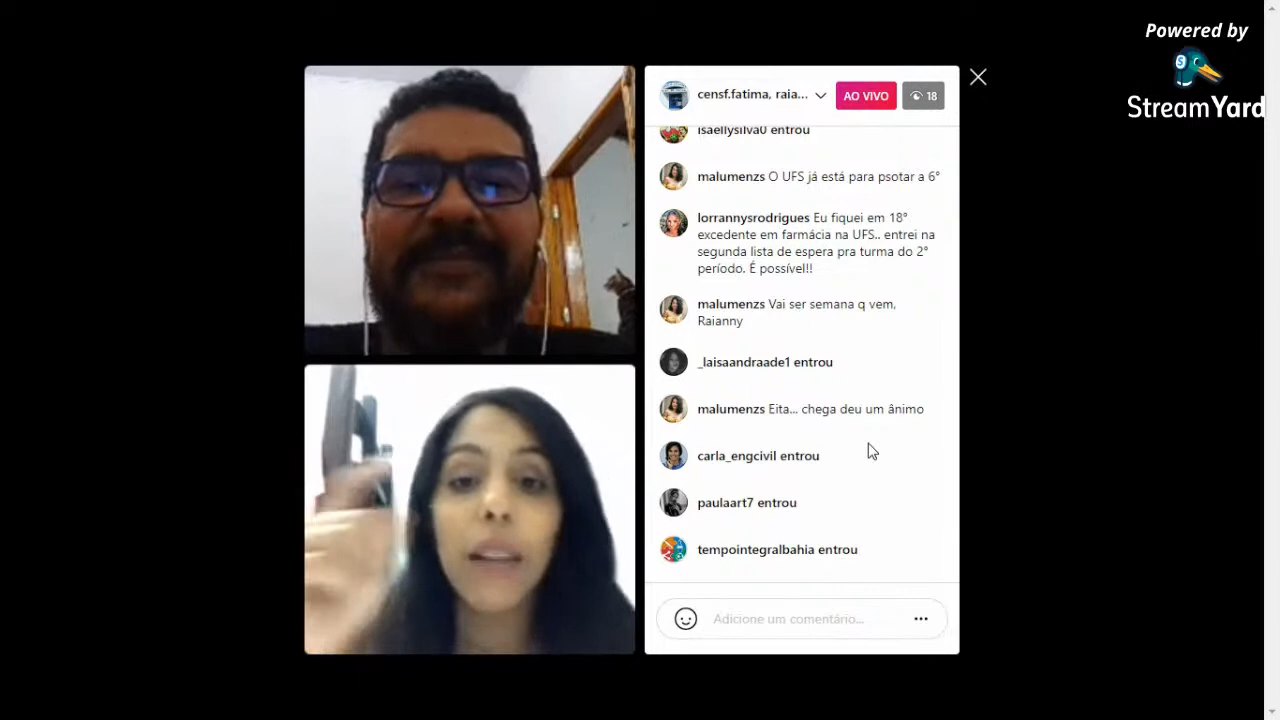 Powered by
StreamYard
censf.fatima, raia...
AO VIVO
18
isaellysilva0 entrou
malumenzs O UFS já está para psotar a 6°
lorrannysrodrigues Eu fiquei em 18°
excedente em farmácia na UFS.. entrei na
segunda lista de espera pra turma do 2°
período. É possível!!
malumenzs Vai ser semana q vem,
Raianny
_laisaandraade1 entrou
malumenzs Eita... chega deu um ânimo
carla_engcivil entrou
paulaart7 entrou
tempointegralbahia entrou
Adicione um comentário...